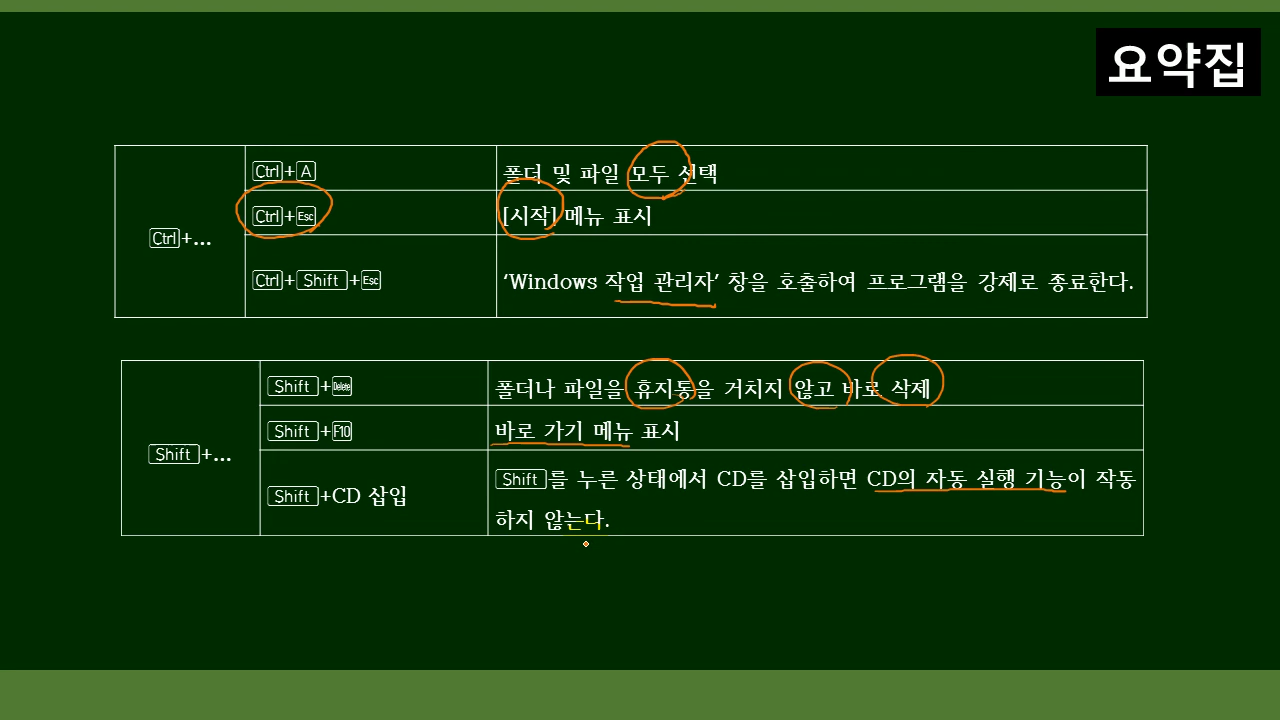 요약집
Ctrl+A 폴더 및 파일 모두 선택
Ctrl+Esc [시작] 메뉴 표시
Ctrl+...
Ctrl+Shift+Esc ‘Windows 작업 관리자’ 창을 호출하여 프로그램을 강제로 종료한다.
Shift+Delete 폴더나 파일을 휴지통을 거치지 않고 바로 삭제
Shift+F10 바로 가기 메뉴 표시
Shift+...
Shift+CD 삽입 Shift를 누른 상태에서 CD를 삽입하면 CD의 자동 실행 기능이 작동
하지 않는다.